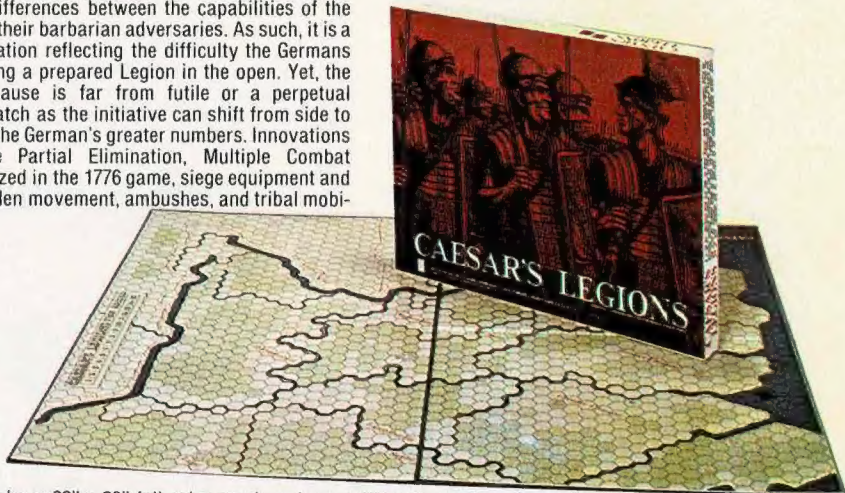 ifferences between the capabilities of the
their barbarian adversaries. As such, it is a
ation reflecting the difficulty the Germans
ng a prepared Legion in the open. Yet, the
ause is far from futile or a perpetual
atch as the initiative can shift from side to
he German's greater numbers. Innovations
e Partial Elimination, Multiple Combat
zed in the 1776 game, siege equipment and
den movement, ambushes, and tribal mobi-
CAESAR'S LEGIONS